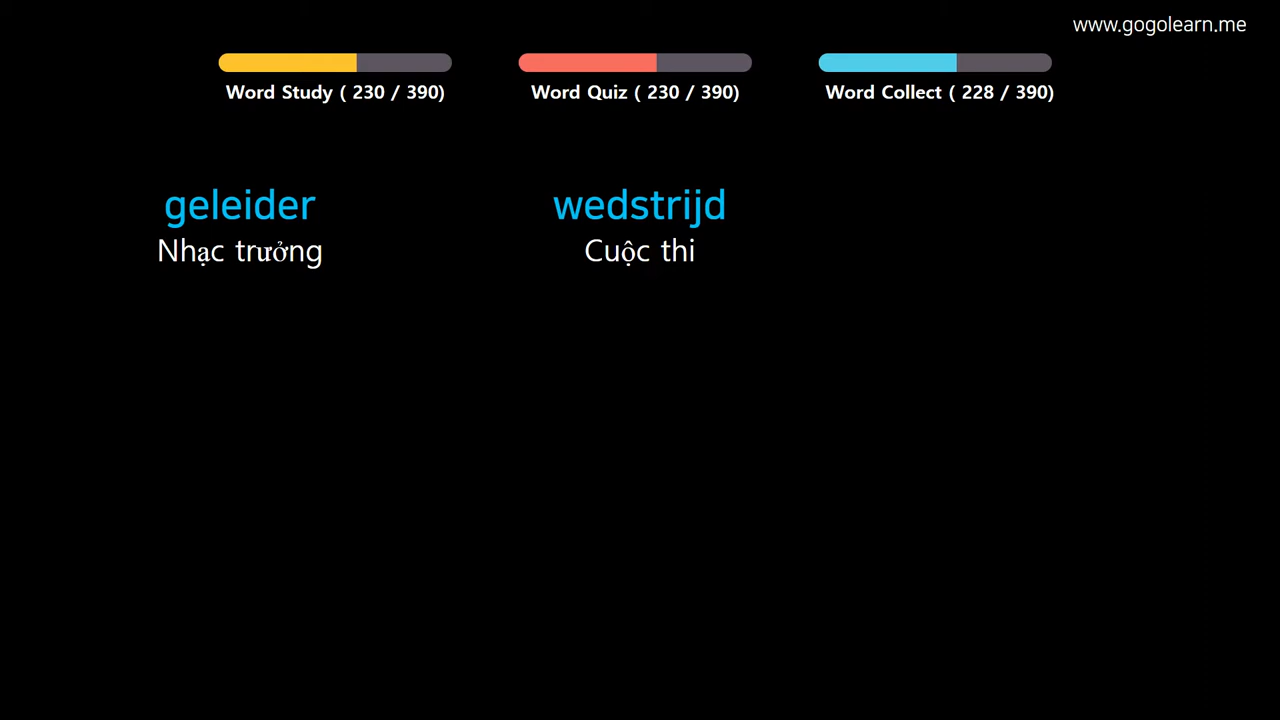 www.gogolearn.me
Word Study ( 230 / 390)
Word Quiz ( 230 / 390)
Word Collect ( 228 / 390)
geleider
Nhạc trưởng
wedstrijd
Cuộc thi